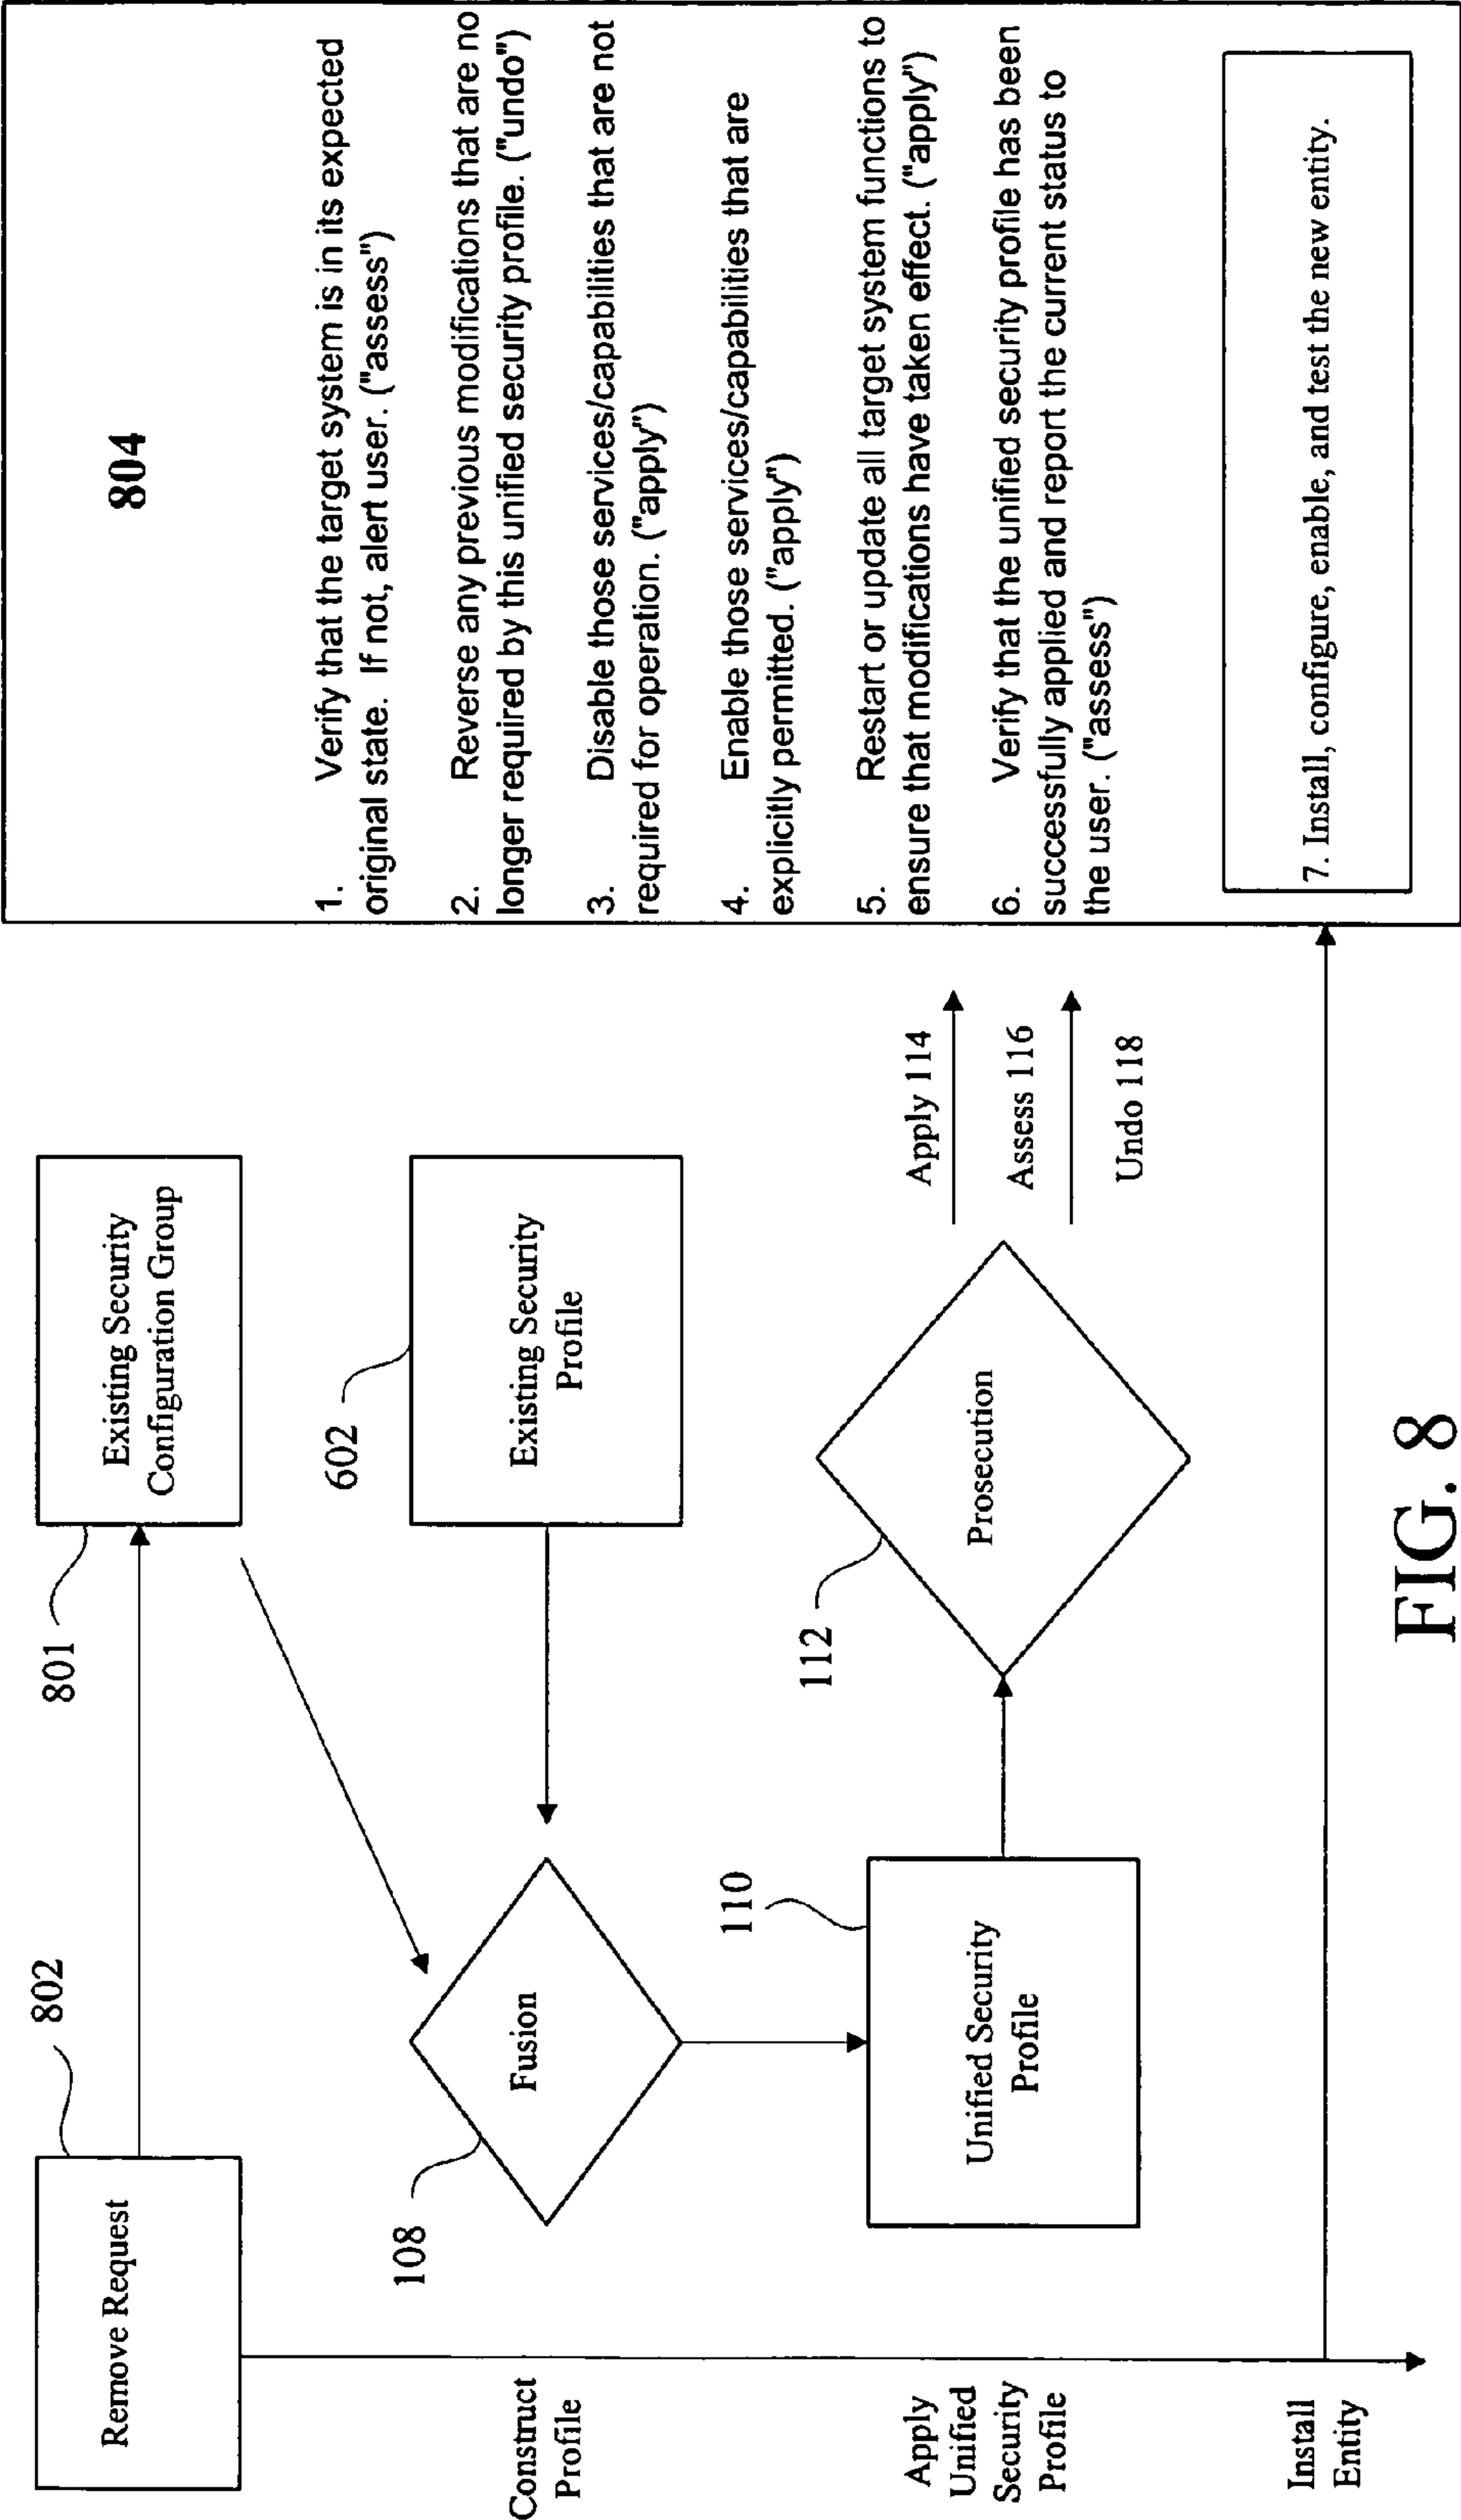 Remove Request
802
801
Existing Security
Configuration Group
Construct
Profile
108
Fusion
602
Existing Security
Profile
Apply
Unified
Security
Profile
110
Unified Security
Profile
112
Prosecution
Apply 114
Assess 116
Undo 118
Install
Entity
804
1. Verify that the target system is in its expected
original state. If not, alert user. ("assess")
2. Reverse any previous modifications that are no
longer required by this unified security profile. ("undo")
3. Disable those services/capabilities that are not
required for operation. ("apply")
4. Enable those services/capabilities that are
explicitly permitted. ("apply")
5. Restart or update all target system functions to
ensure that modifications have taken effect. ("apply")
6. Verify that the unified security profile has been
successfully applied and report the current status to
the user. ("assess")
7. Install, configure, enable, and test the new entity.
FIG. 8